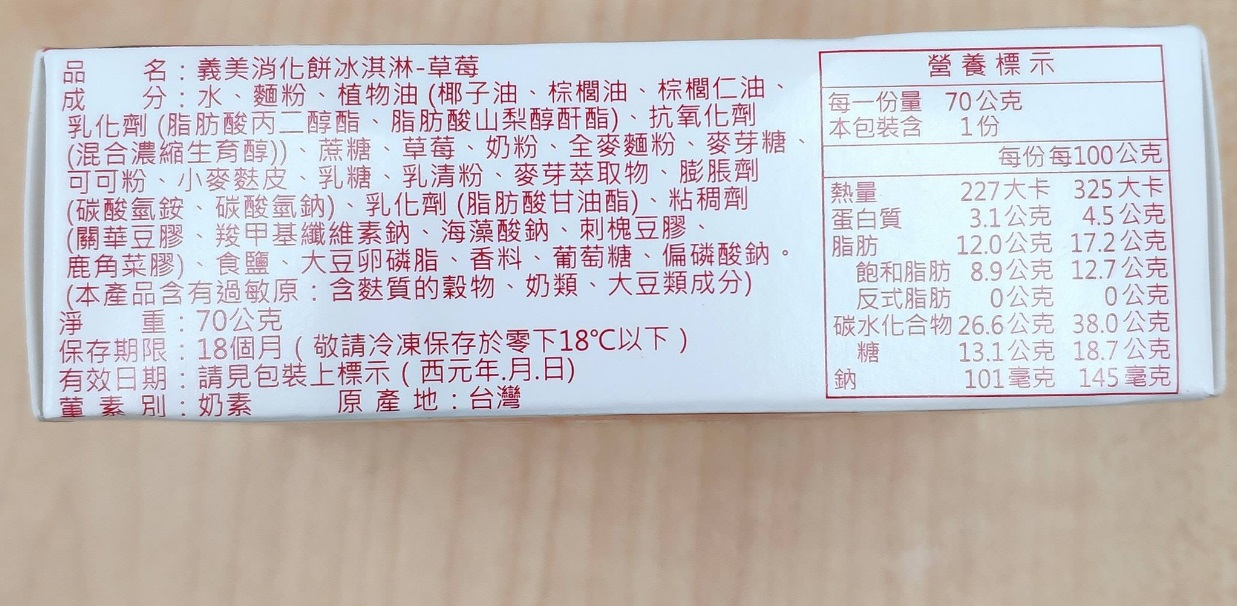 品 名：義美消化餅冰淇淋-草莓
成 分：水、麵粉、植物油 (椰子油、棕櫚油、棕櫚仁油、
乳化劑 (脂肪酸丙二醇酯、脂肪酸山梨醇酐酯)、抗氧化劑
(混合濃縮生育醇))、蔗糖、草莓、奶粉、全麥麵粉、麥芽糖、
可可粉、小麥麩皮、乳糖、乳清粉、麥芽萃取物、膨脹劑
(碳酸氫銨、碳酸氫鈉)、乳化劑 (脂肪酸甘油酯)、粘稠劑
(關華豆膠、羧甲基纖維素鈉、海藻酸鈉、刺槐豆膠、
鹿角菜膠)、食鹽、大豆卵磷脂、香料、葡萄糖、偏磷酸鈉。
(本產品含有過敏原：含麩質的穀物、奶類、大豆類成分)
淨 重：70公克
保存期限：18個月 ( 敬請冷凍保存於零下18℃以下 )
有效日期：請見包裝上標示 ( 西元年.月.日)
葷 素 別：奶素 原 產 地：台灣
營養標示
每一份量 70公克
本包裝含 1份
每份 每100公克
熱量 227大卡 325大卡
蛋白質 3.1公克 4.5公克
脂肪 12.0公克 17.2公克
飽和脂肪 8.9公克 12.7公克
反式脂肪 0公克 0公克
碳水化合物 26.6公克 38.0公克
糖 13.1公克 18.7公克
鈉 101毫克 145毫克